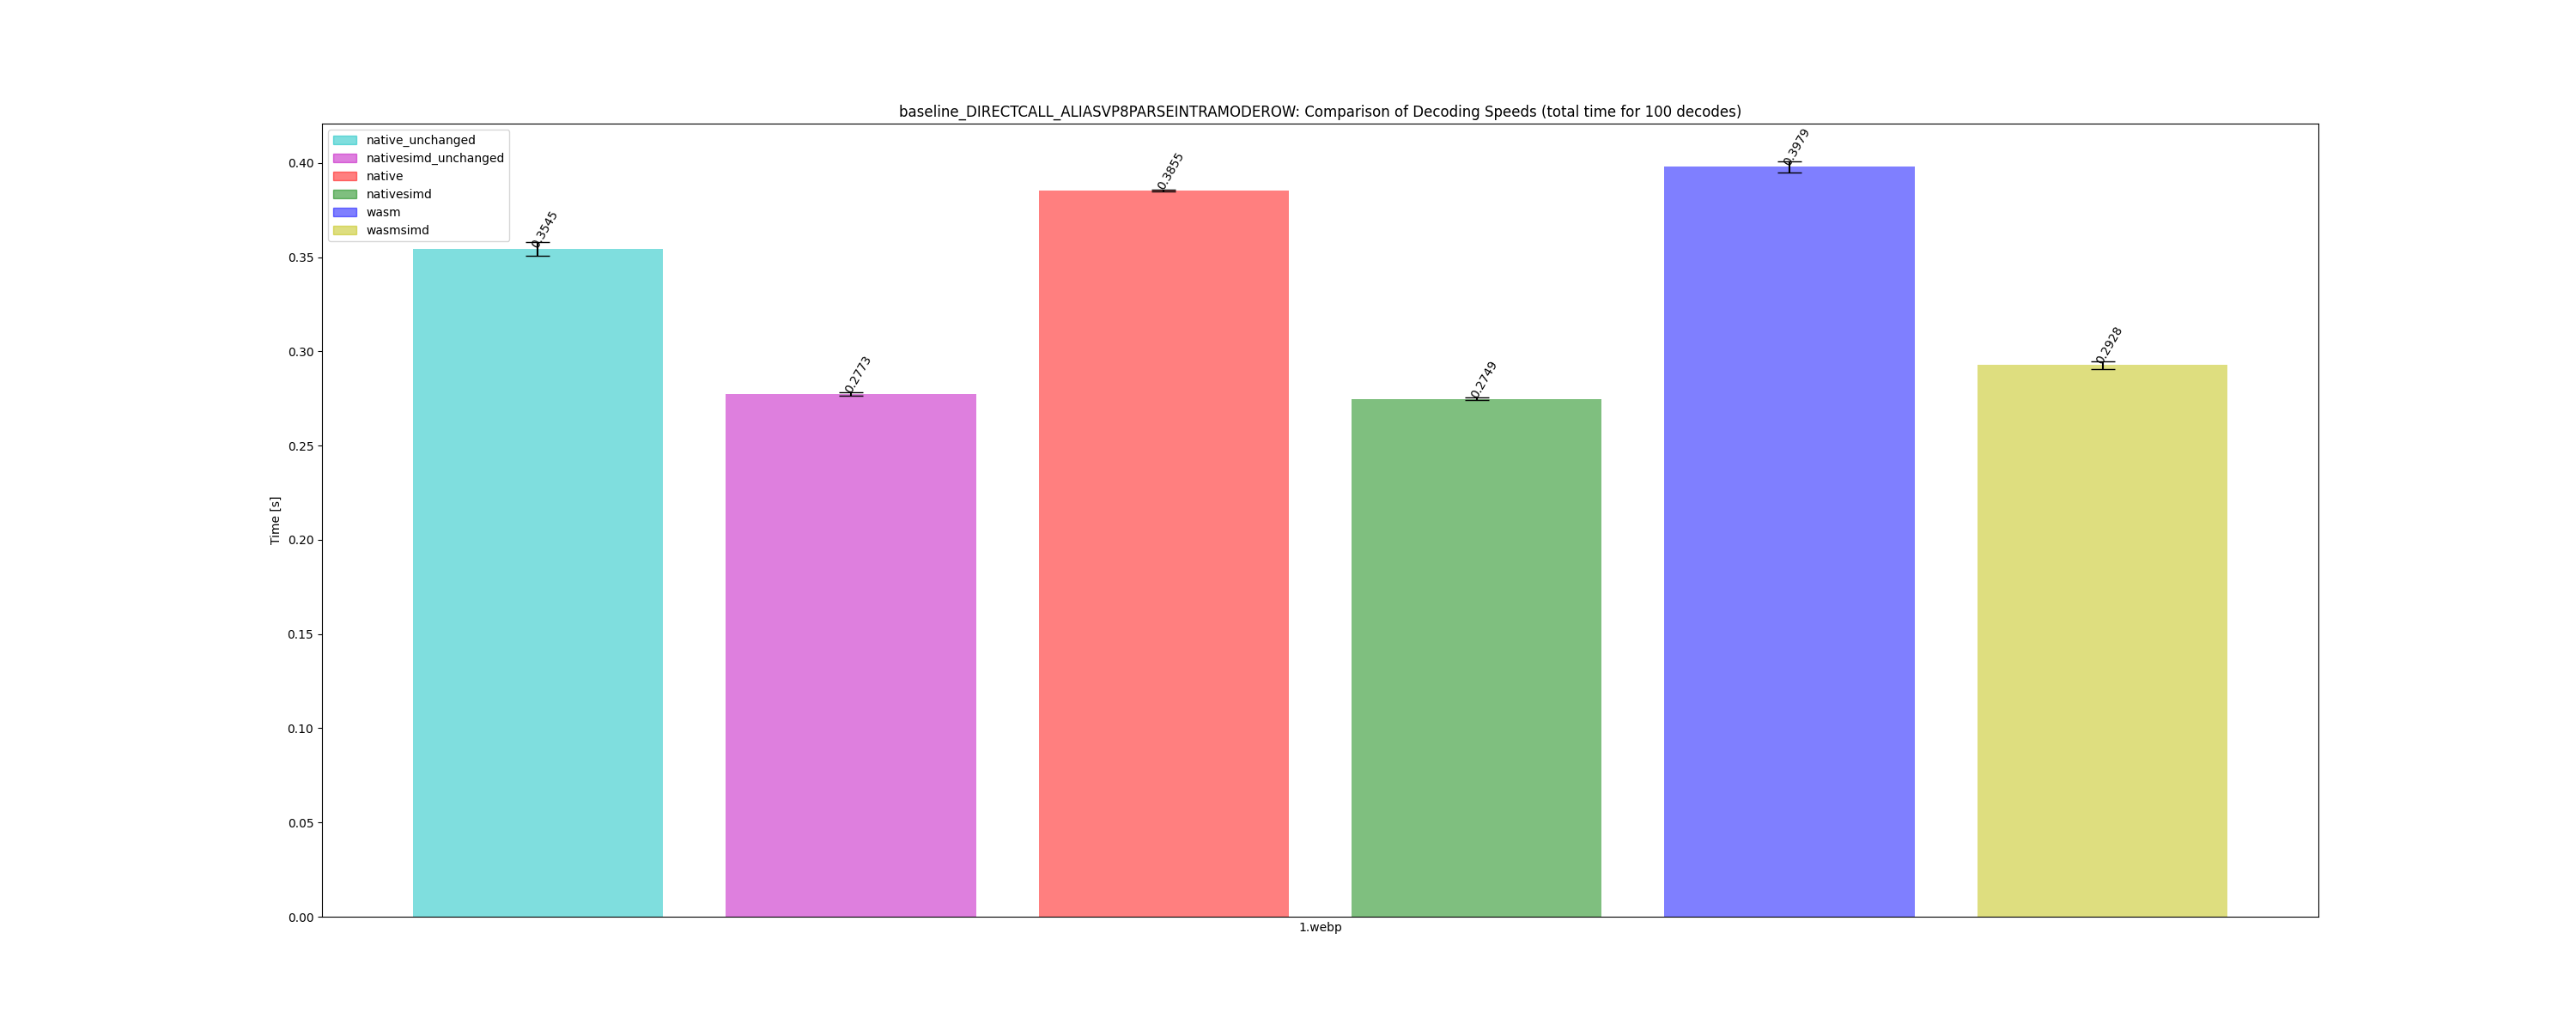 baseline_DIRECTCALL_ALIASVP8PARSEINTRAMODEROW: Comparison of Decoding Speeds (total time for 100 decodes)
native_unchanged
nativesimd_unchanged
native
nativesimd
wasm
wasmsimd
0.40
0.35
0.30
0.25
0.20
0.15
0.10
0.05
0.00
Time [s]
0.3545
0.2773
0.3855
0.2749
0.3979
0.2928
1.webp